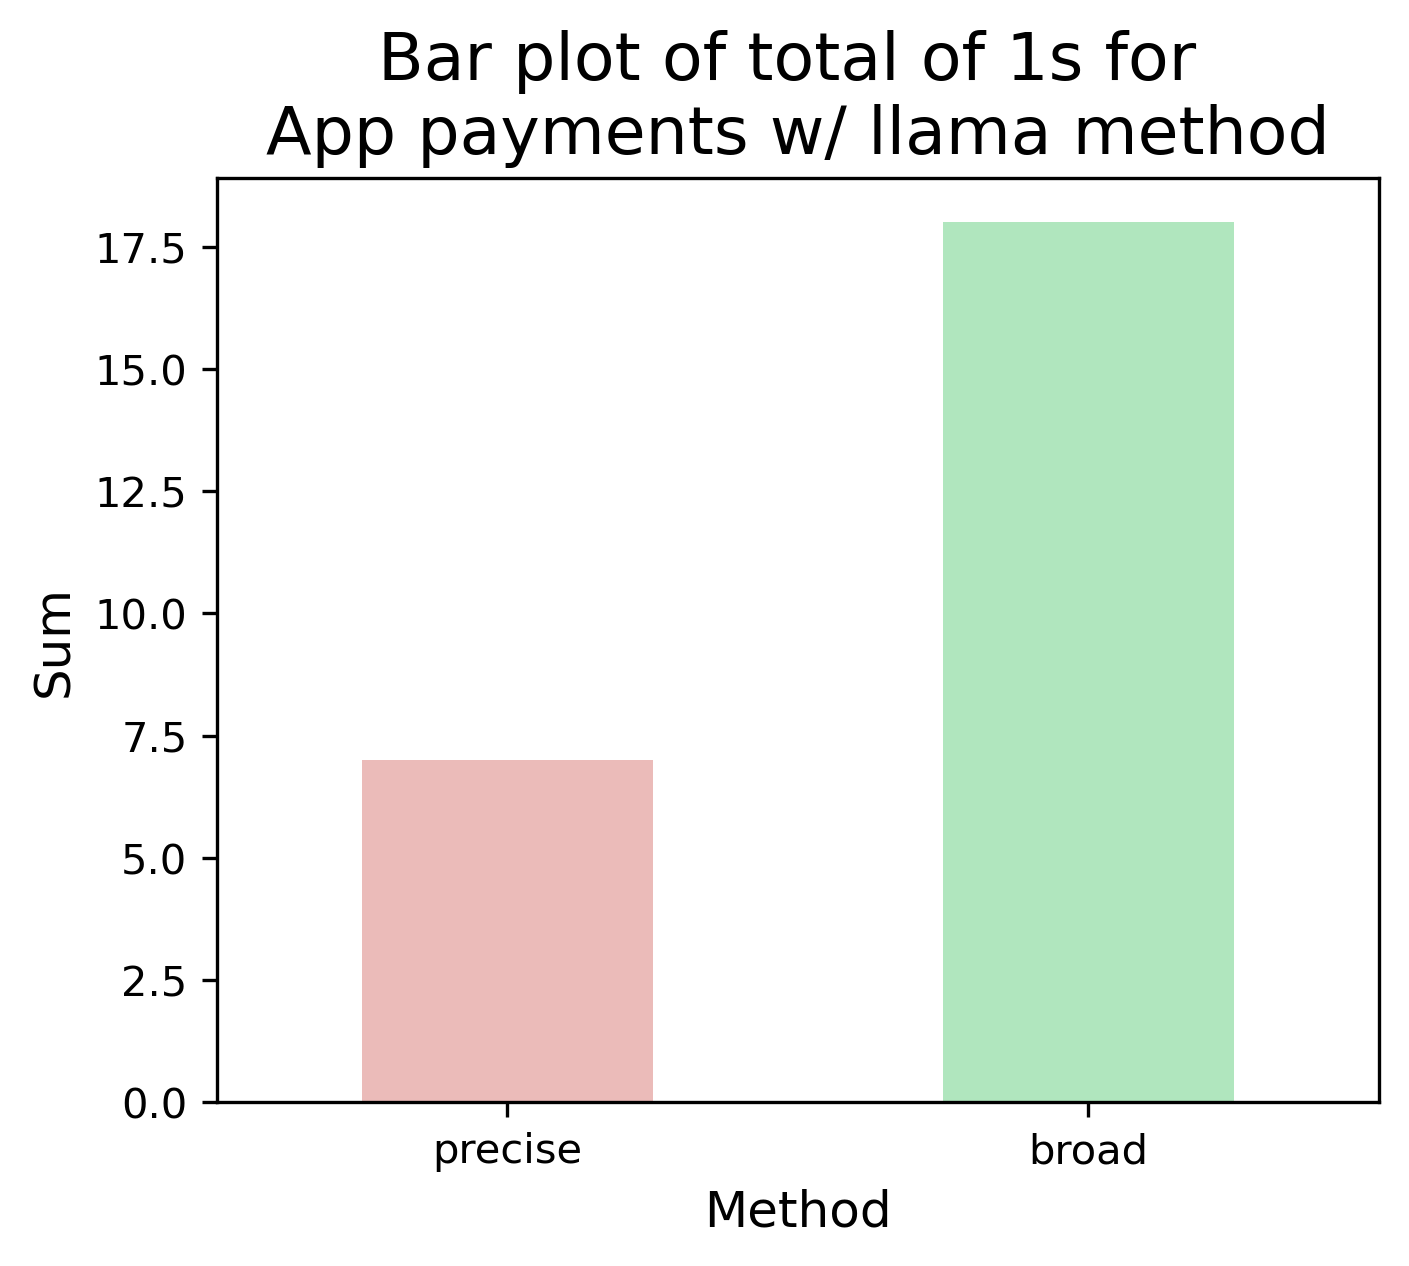 Bar plot of total of 1s for
App payments w/ llama method
17.5
15.0
12.5
10.0
7.5
5.0
2.5
0.0
Sum
precise broad
Method